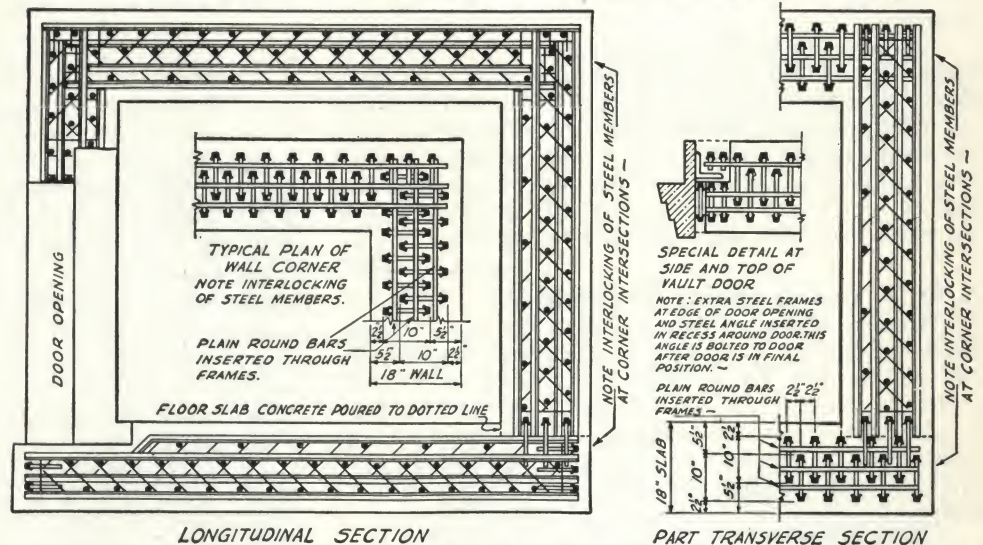 DOOR OPENING
TYPICAL PLAN OF
WALL CORNER
NOTE INTERLOCKING
OF STEEL MEMBERS.
PLAIN ROUND BARS
INSERTED THROUGH
FRAMES.
2½" 10" 5½"
5½" 10" 2½"
18" WALL
FLOOR SLAB CONCRETE POURED TO DOTTED LINE
NOTE INTERLOCKING OF STEEL MEMBERS
AT CORNER INTERSECTIONS —
LONGITUDINAL SECTION
SPECIAL DETAIL AT
SIDE AND TOP OF
VAULT DOOR
NOTE: EXTRA STEEL FRAMES
AT EDGE OF DOOR OPENING
AND STEEL ANGLE INSERTED
IN RECESS AROUND DOOR. THIS
ANGLE IS BOLTED TO DOOR
AFTER DOOR IS IN FINAL
POSITION. —
PLAIN ROUND BARS
INSERTED THROUGH
FRAMES —
2½" 2½"
18" SLAB
5½" 10" 2½"
2½" 10" 5½"
NOTE INTERLOCKING OF STEEL MEMBERS
AT CORNER INTERSECTIONS —
PART TRANSVERSE SECTION